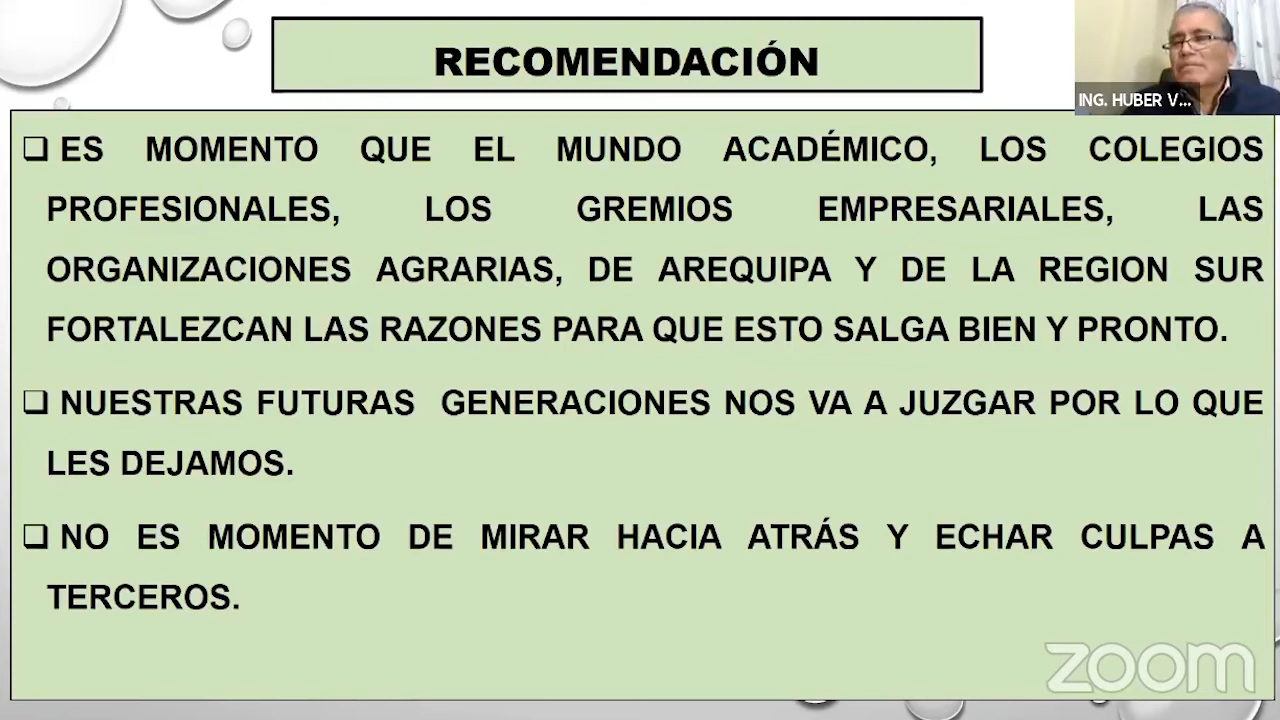 RECOMENDACIÓN
ING. HUBER V...
❑ ES MOMENTO QUE EL MUNDO ACADÉMICO, LOS COLEGIOS
PROFESIONALES, LOS GREMIOS EMPRESARIALES, LAS
ORGANIZACIONES AGRARIAS, DE AREQUIPA Y DE LA REGION SUR
FORTALEZCAN LAS RAZONES PARA QUE ESTO SALGA BIEN Y PRONTO.
❑ NUESTRAS FUTURAS GENERACIONES NOS VA A JUZGAR POR LO QUE
LES DEJAMOS.
❑ NO ES MOMENTO DE MIRAR HACIA ATRÁS Y ECHAR CULPAS A
TERCEROS.
zoom